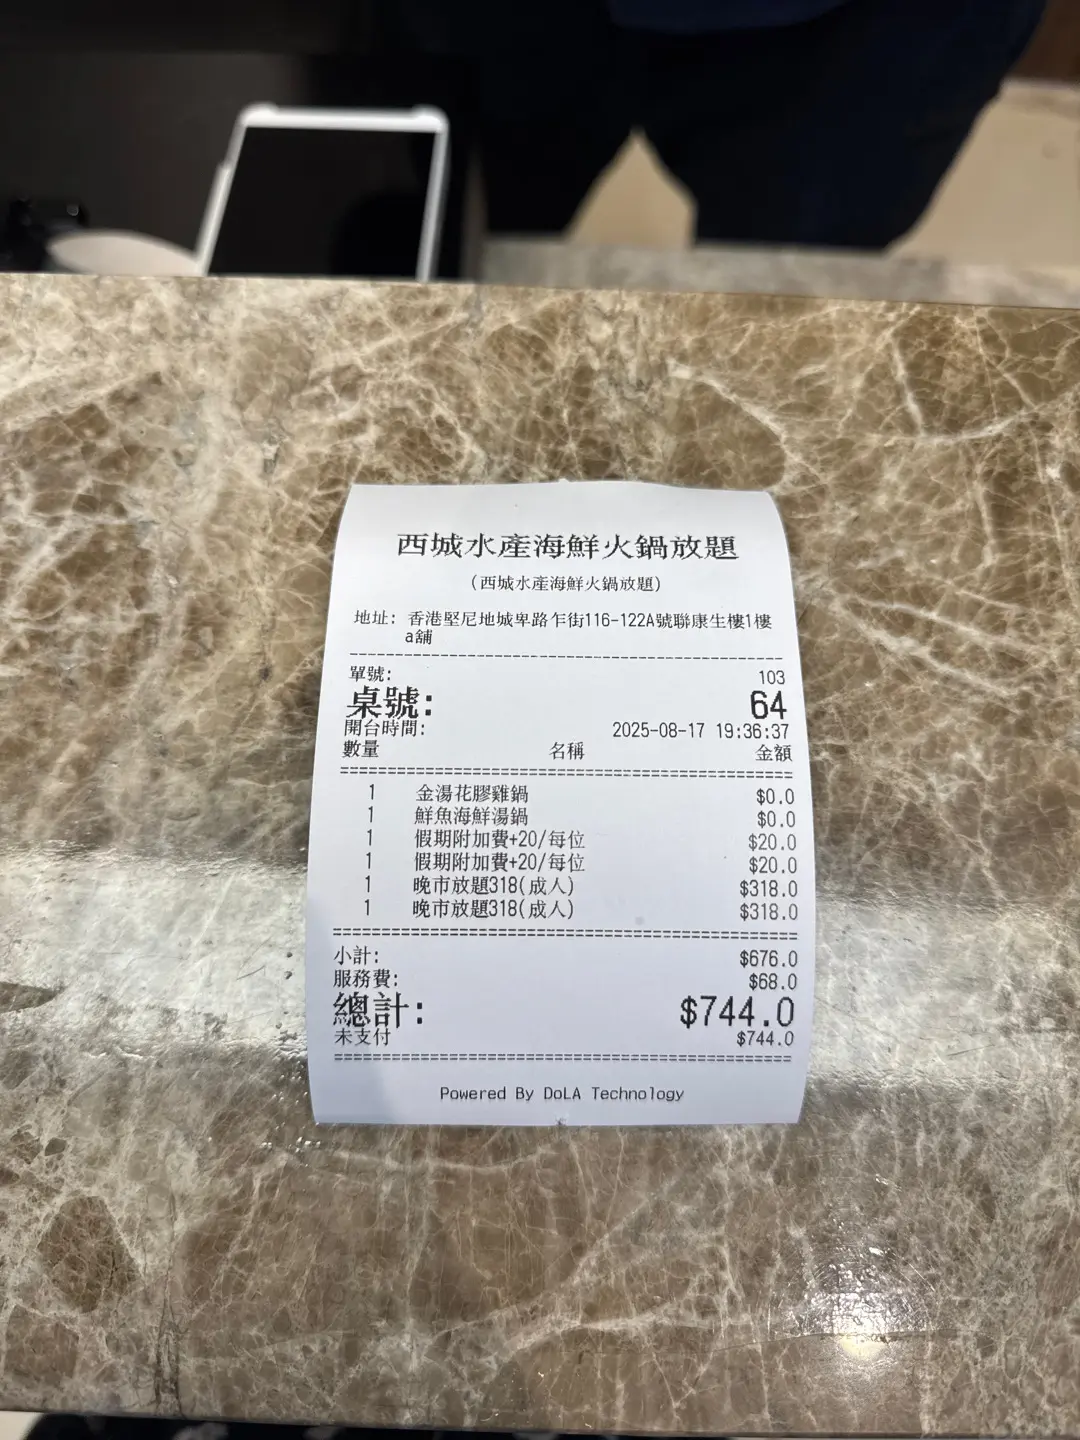 西城水產海鮮火鍋放題
(西城水產海鮮火鍋放題)
地址: 香港堅尼地城卑路乍街116-122A號聯康生樓1樓
a舖
單號: 103
桌號: 64
開台時間: 2025-08-17 19:36:37
數量 名稱 金額
1 金湯花膠雞鍋 $0.0
1 鮮魚海鮮湯鍋 $0.0
1 假期附加費+20/每位 $20.0
1 假期附加費+20/每位 $20.0
1 晚市放題318(成人) $318.0
1 晚市放題318(成人) $318.0
小計: $676.0
服務費: $68.0
總計: $744.0
未支付 $744.0
Powered By DoLA Technology